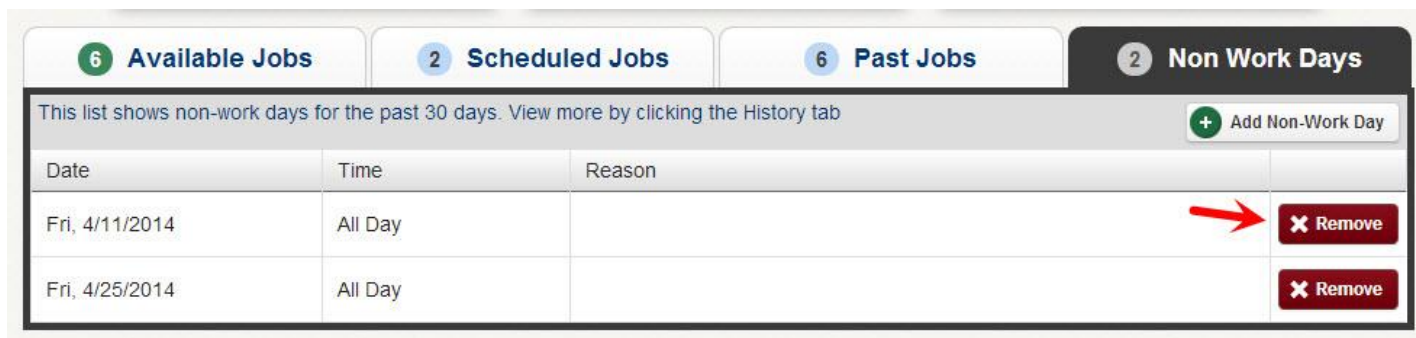 6 Available Jobs 2 Scheduled Jobs 6 Past Jobs 2 Non Work Days
This list shows non-work days for the past 30 days. View more by clicking the History tab
+ Add Non-Work Day
Date Time Reason
Fri, 4/11/2014 All Day Remove
Fri, 4/25/2014 All Day Remove